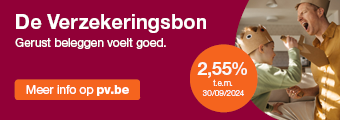 De Verzekeringsbon
Gerust beleggen voelt goed.
2,55%
t.e.m.
30/09/2024
Meer info op pv.be